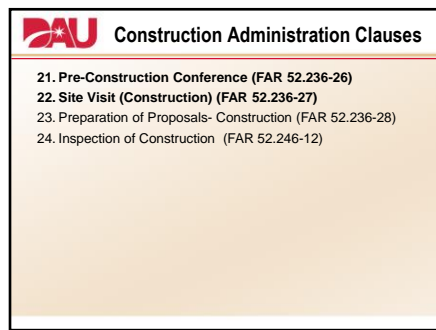 DAU Construction Administration Clauses
21. Pre-Construction Conference (FAR 52.236-26)
22. Site Visit (Construction) (FAR 52.236-27)
23. Preparation of Proposals- Construction (FAR 52.236-28)
24. Inspection of Construction (FAR 52.246-12)